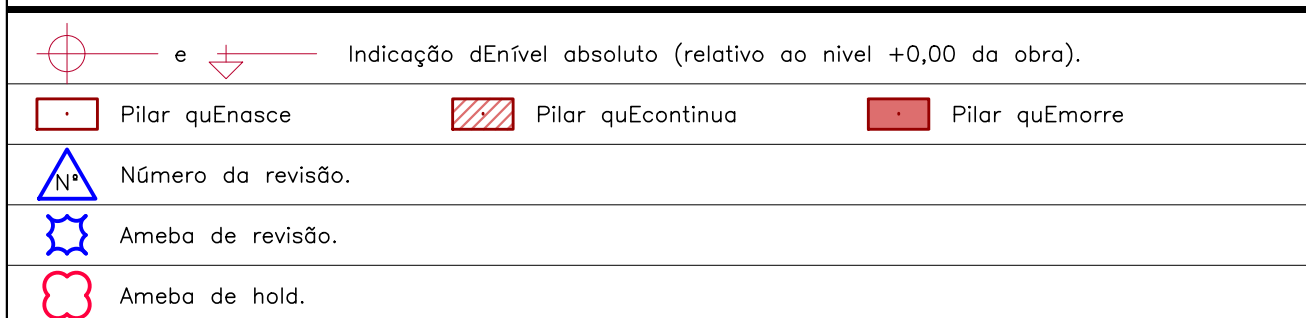 e Indicação dEnível absoluto (relativo ao nivel +0,00 da obra).
Pilar quEnasce Pilar quEcontinua Pilar quEmorre
Nº Número da revisão.
Ameba de revisão.
Ameba de hold.